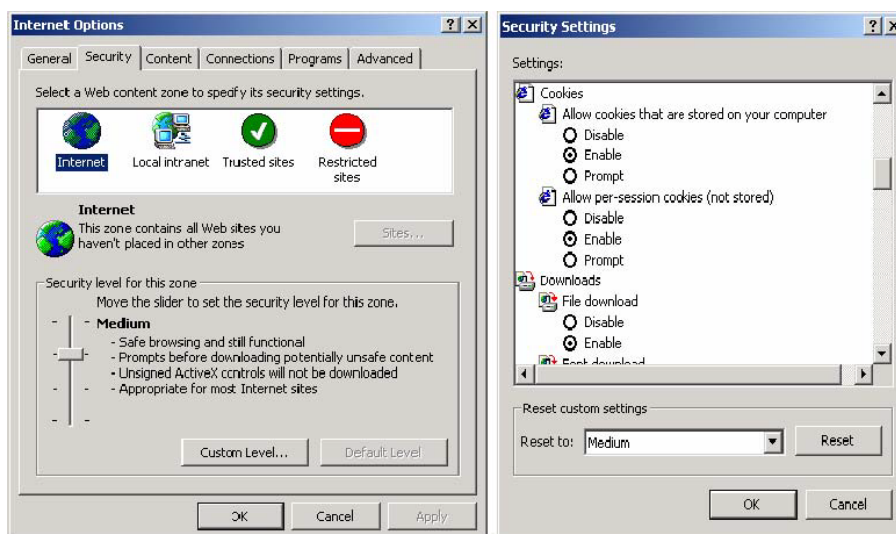 Internet Options
General Security Content Connections Programs Advanced
Select a Web content zone to specify its security settings.
Internet Local intranet Trusted sites Restricted sites
Internet
This zone contains all Web sites you
haven't placed in other zones
Sites...
Security level for this zone
Move the slider to set the security level for this zone.
Medium
- Safe browsing and still functional
- Prompts before downloading potentially unsafe content
- Unsigned ActiveX controls will not be downloaded
- Appropriate for most Internet sites
Custom Level... Default Level
OK Cancel Apply
Security Settings
Settings:
Cookies
Allow cookies that are stored on your computer
Disable
Enable
Prompt
Allow per-session cookies (not stored)
Disable
Enable
Prompt
Downloads
File download
Disable
Enable
Font download
Reset custom settings
Reset to: Medium Reset
OK Cancel